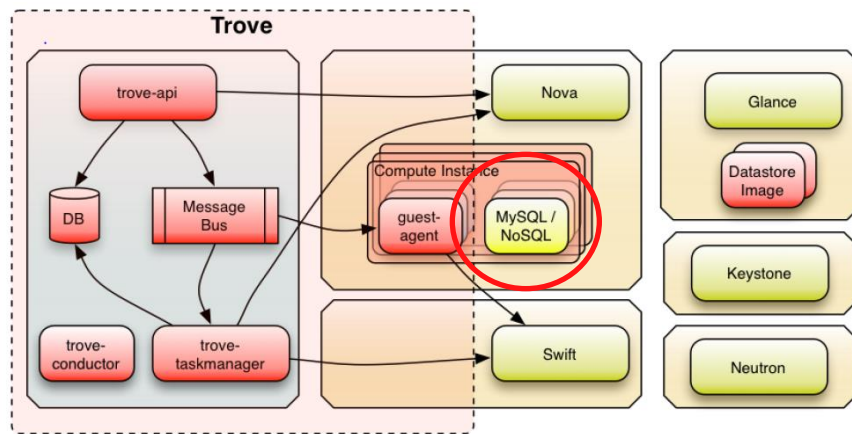 Trove
trove-api
DB
Message
Bus
trove-
conductor
trove-
taskmanager
Nova
Compute Instance
guest-
agent
MySQL /
NoSQL
Swift
Glance
Datastore
Image
Keystone
Neutron